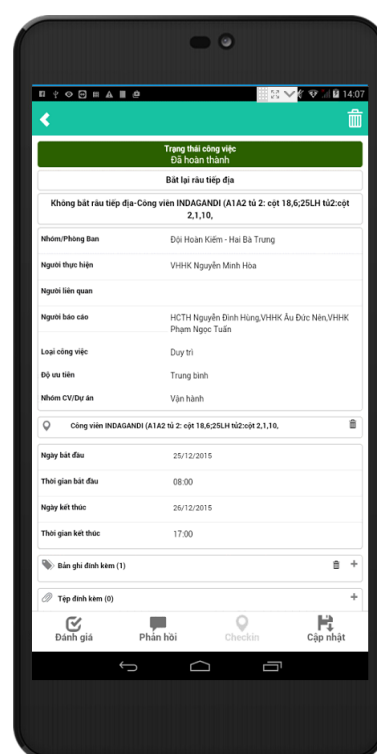 14:07
Trạng thái công việc
Đã hoàn thành
Bắt lại râu tiếp địa
Không bắt râu tiếp địa-Công viên INDAGANDI (A1A2 tủ 2: cột 18,6;25LH tủ2:cột
2,1,10,
Nhóm/Phòng Ban Đội Hoàn Kiếm - Hai Bà Trưng
Người thực hiện VHHK Nguyễn Minh Hòa
Người liên quan
Người báo cáo HCTH Nguyễn Đình Hùng,VHHK Âu Đức Nên,VHHK
Phạm Ngọc Tuấn
Loại công việc Duy trì
Độ ưu tiên Trung bình
Nhóm CV/Dự án Vận hành
Công viên INDAGANDI (A1A2 tủ 2: cột 18,6;25LH tủ2:cột 2,1,10,
Ngày bắt đầu 25/12/2015
Thời gian bắt đầu 08:00
Ngày kết thúc 26/12/2015
Thời gian kết thúc 17:00
Bản ghi đính kèm (1)
Tệp đính kèm (0)
Đánh giá Phản hồi Checkin Cập nhật